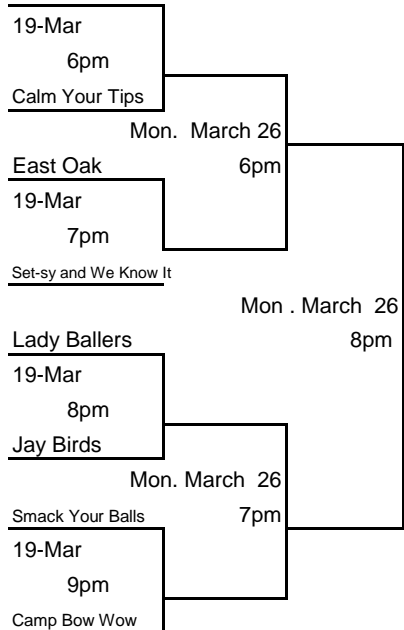 19-Mar
6pm
Calm Your Tips
Mon. March 26
East Oak 6pm
19-Mar
7pm
Set-sy and We Know It
Mon . March 26
Lady Ballers 8pm
19-Mar
8pm
Jay Birds
Mon. March 26
Smack Your Balls 7pm
19-Mar
9pm
Camp Bow Wow